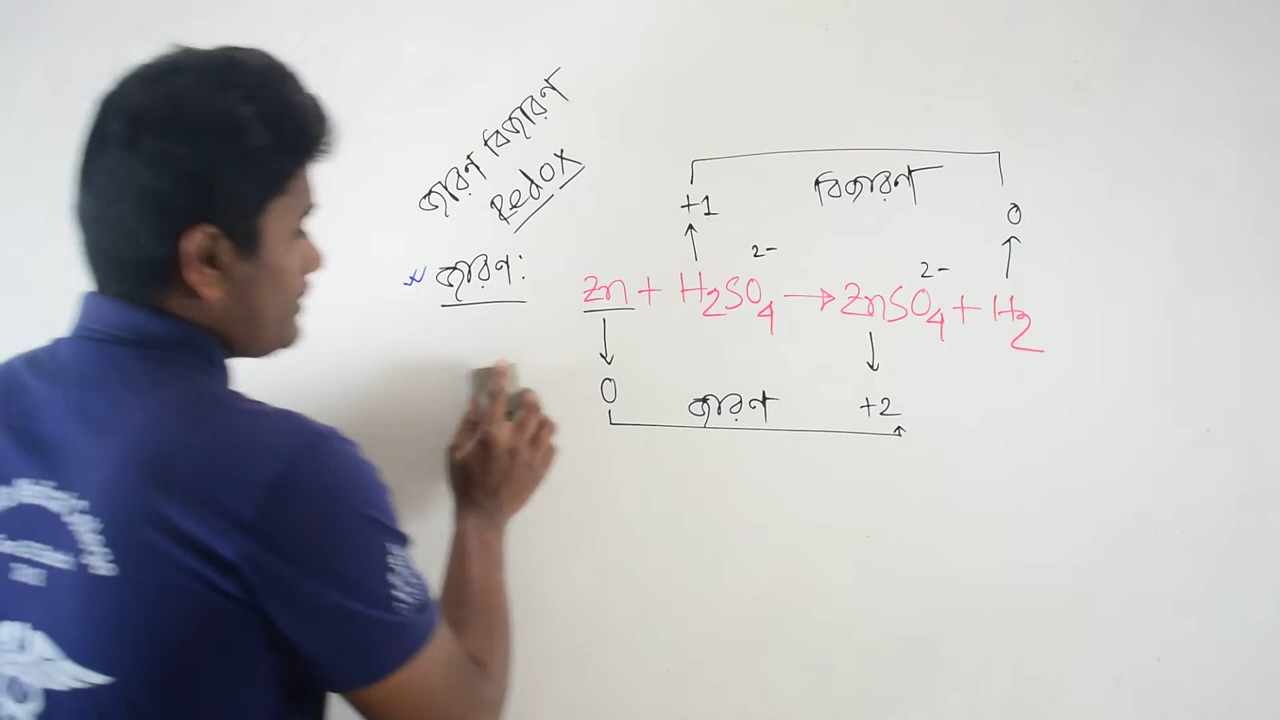 জারণ বিজারণ
Redox
জারণ:
+1 বিজারণ 0
2- 2-
Zn + H2SO4 → ZnSO4 + H2
0 জারণ +2